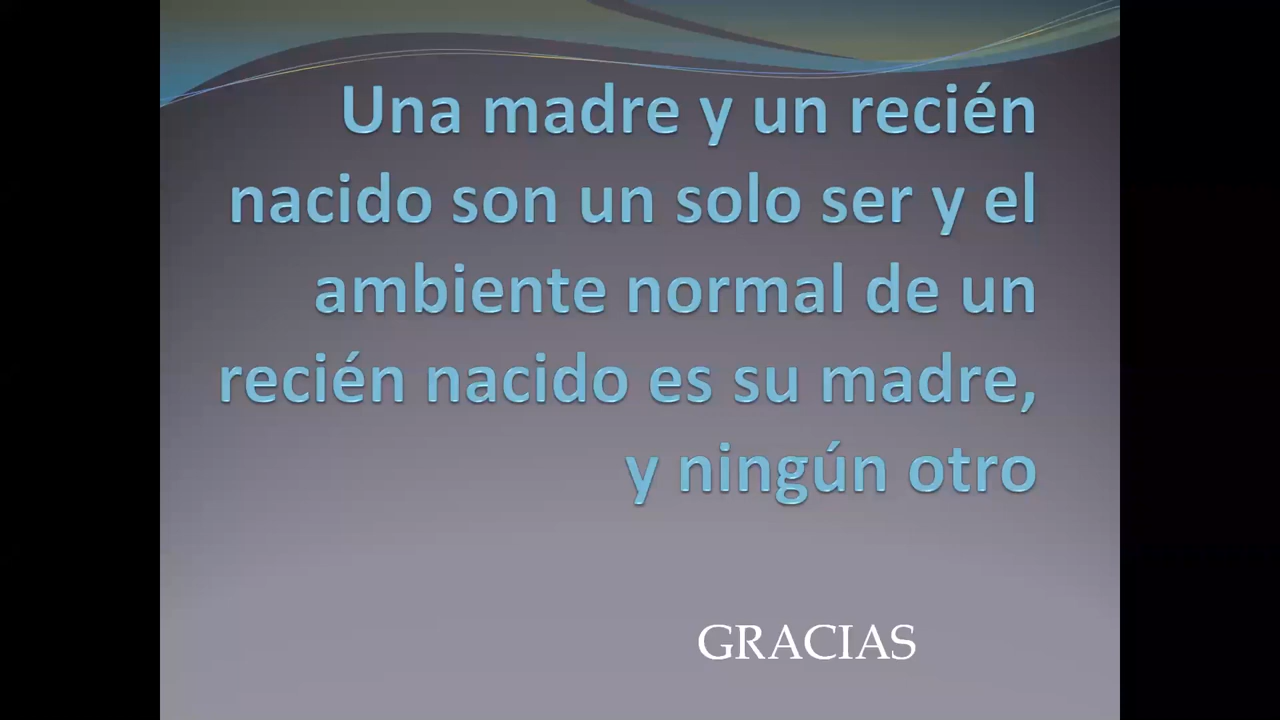 Una madre y un recién
nacido son un solo ser y el
ambiente normal de un
recién nacido es su madre,
y ningún otro
GRACIAS